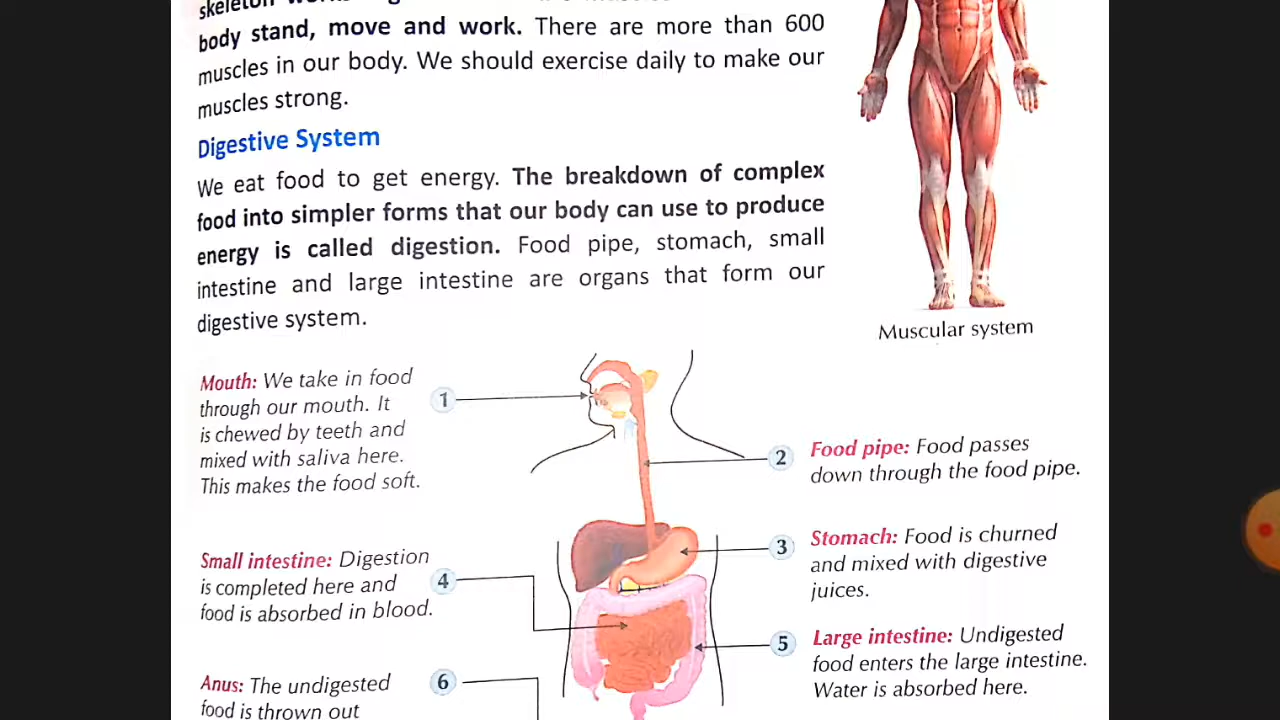 skeleton
body stand, move and work. There are more than 600
muscles in our body. We should exercise daily to make our
muscles strong.
Digestive System
We eat food to get energy. The breakdown of complex
food into simpler forms that our body can use to produce
energy is called digestion. Food pipe, stomach, small
intestine and large intestine are organs that form our
digestive system.
Muscular system
Mouth: We take in food
through our mouth. It
is chewed by teeth and
mixed with saliva here.
This makes the food soft.
1
2
Food pipe: Food passes
down through the food pipe.
3
Stomach: Food is churned
and mixed with digestive
juices.
Small intestine: Digestion
is completed here and
food is absorbed in blood.
4
5
Large intestine: Undigested
food enters the large intestine.
Water is absorbed here.
Anus: The undigested
food is thrown out
6